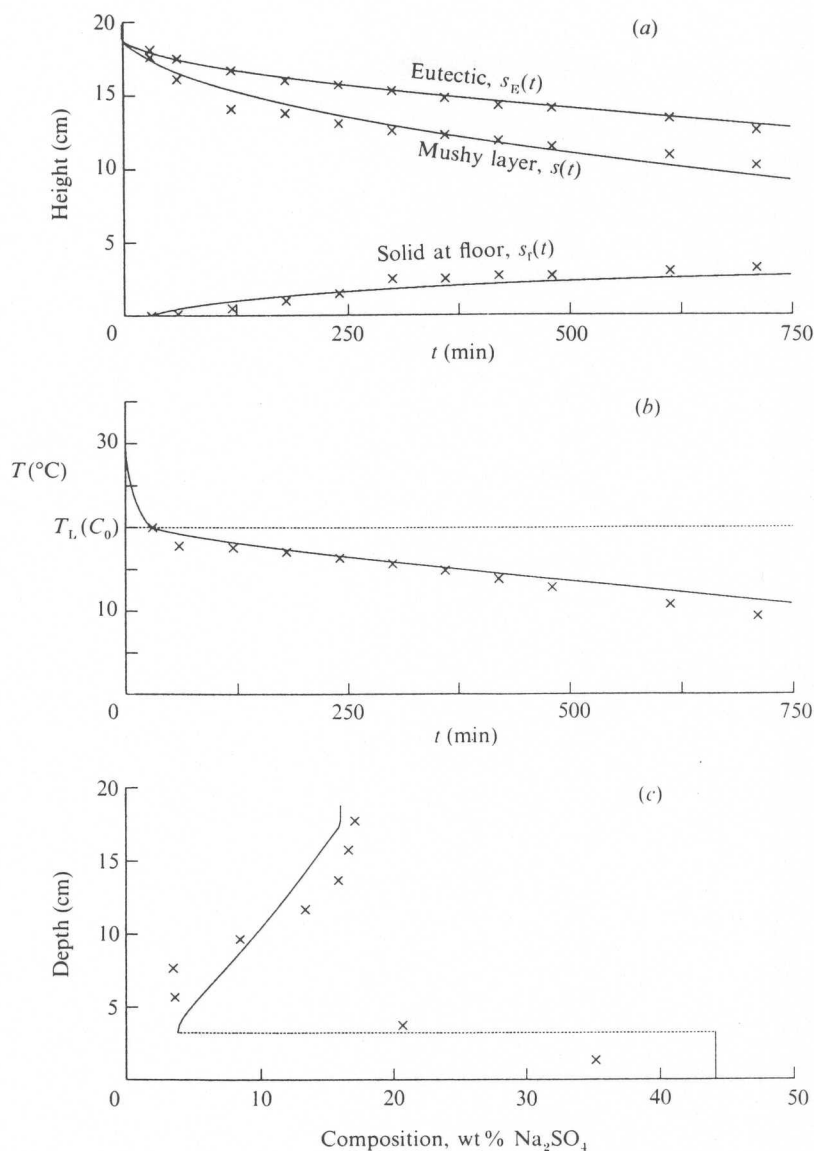 20
(a)
Eutectic, s_E(t)
15
Height (cm)
10
Mushy layer, s(t)
Solid at floor, s_f(t)
5
0
0 250 500 750
t (min)
(b)
30
T (°C)
T_L (C_0)
10
0 250 500 750
t (min)
20
(c)
15
Depth (cm)
10
5
0 10 20 30 40 50
Composition, wt % Na₂SO₄